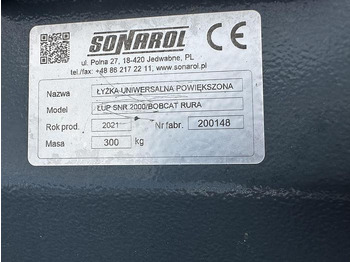 SONAROL CE
ul. Polna 27, 18-420 Jedwabne, PL
tel./fax:+48 86 217 22 11, www.sonarol.pl
Nazwa ŁYŻKA UNIWERSALNA POWIĘKSZONA
Model ŁUP SNR 2000/BOBCAT RURA
Rok prod. 2021 Nr fabr. 200148
Masa 300 kg